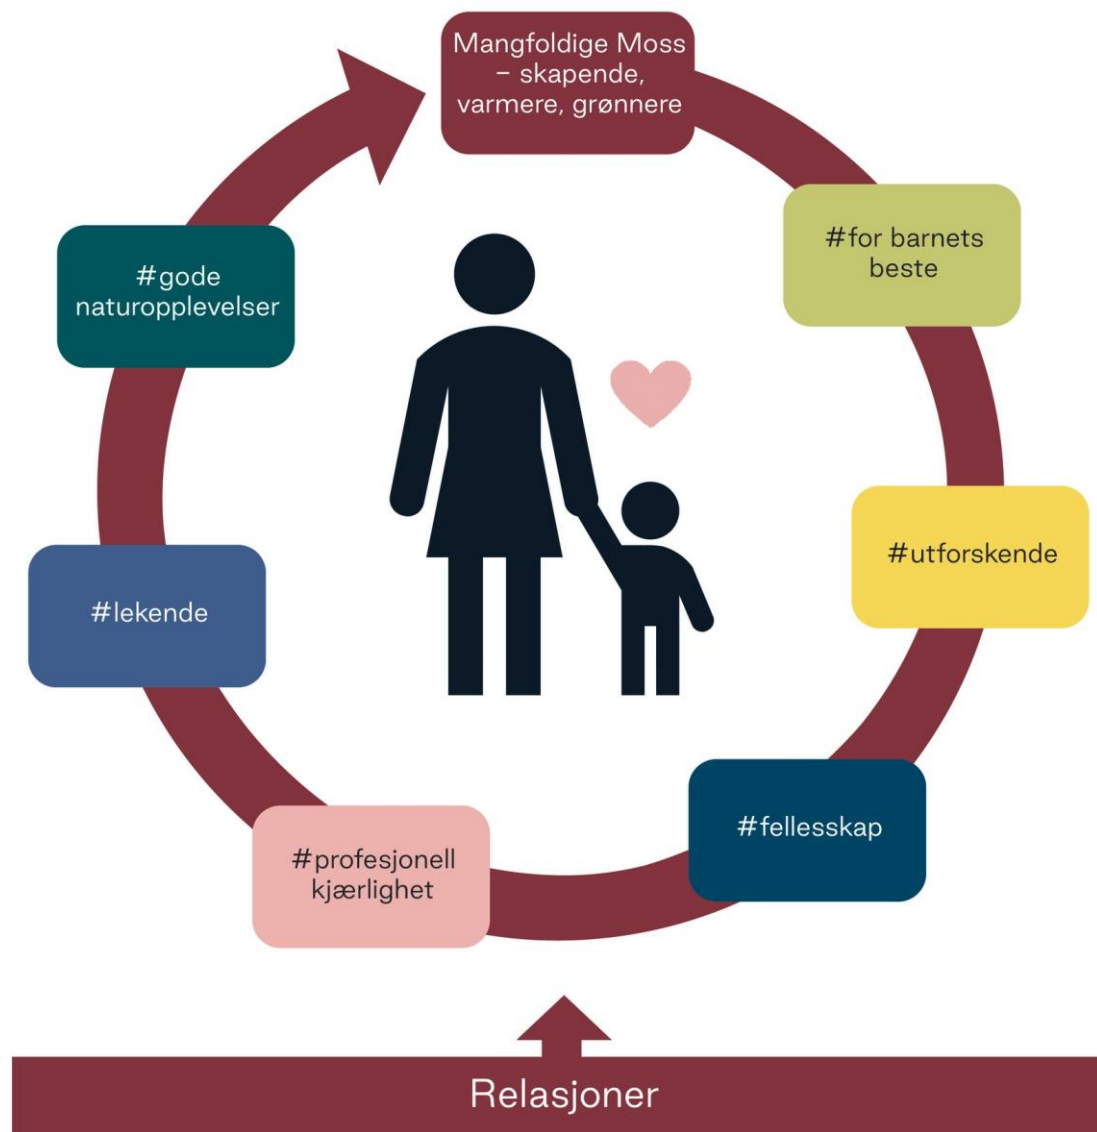 Mangfoldige Moss
– skapende,
varmere, grønnere
#for barnets
beste
#utforskende
#fellesskap
#profesjonell
kjærlighet
#lekende
#gode
naturopplevelser
Relasjoner